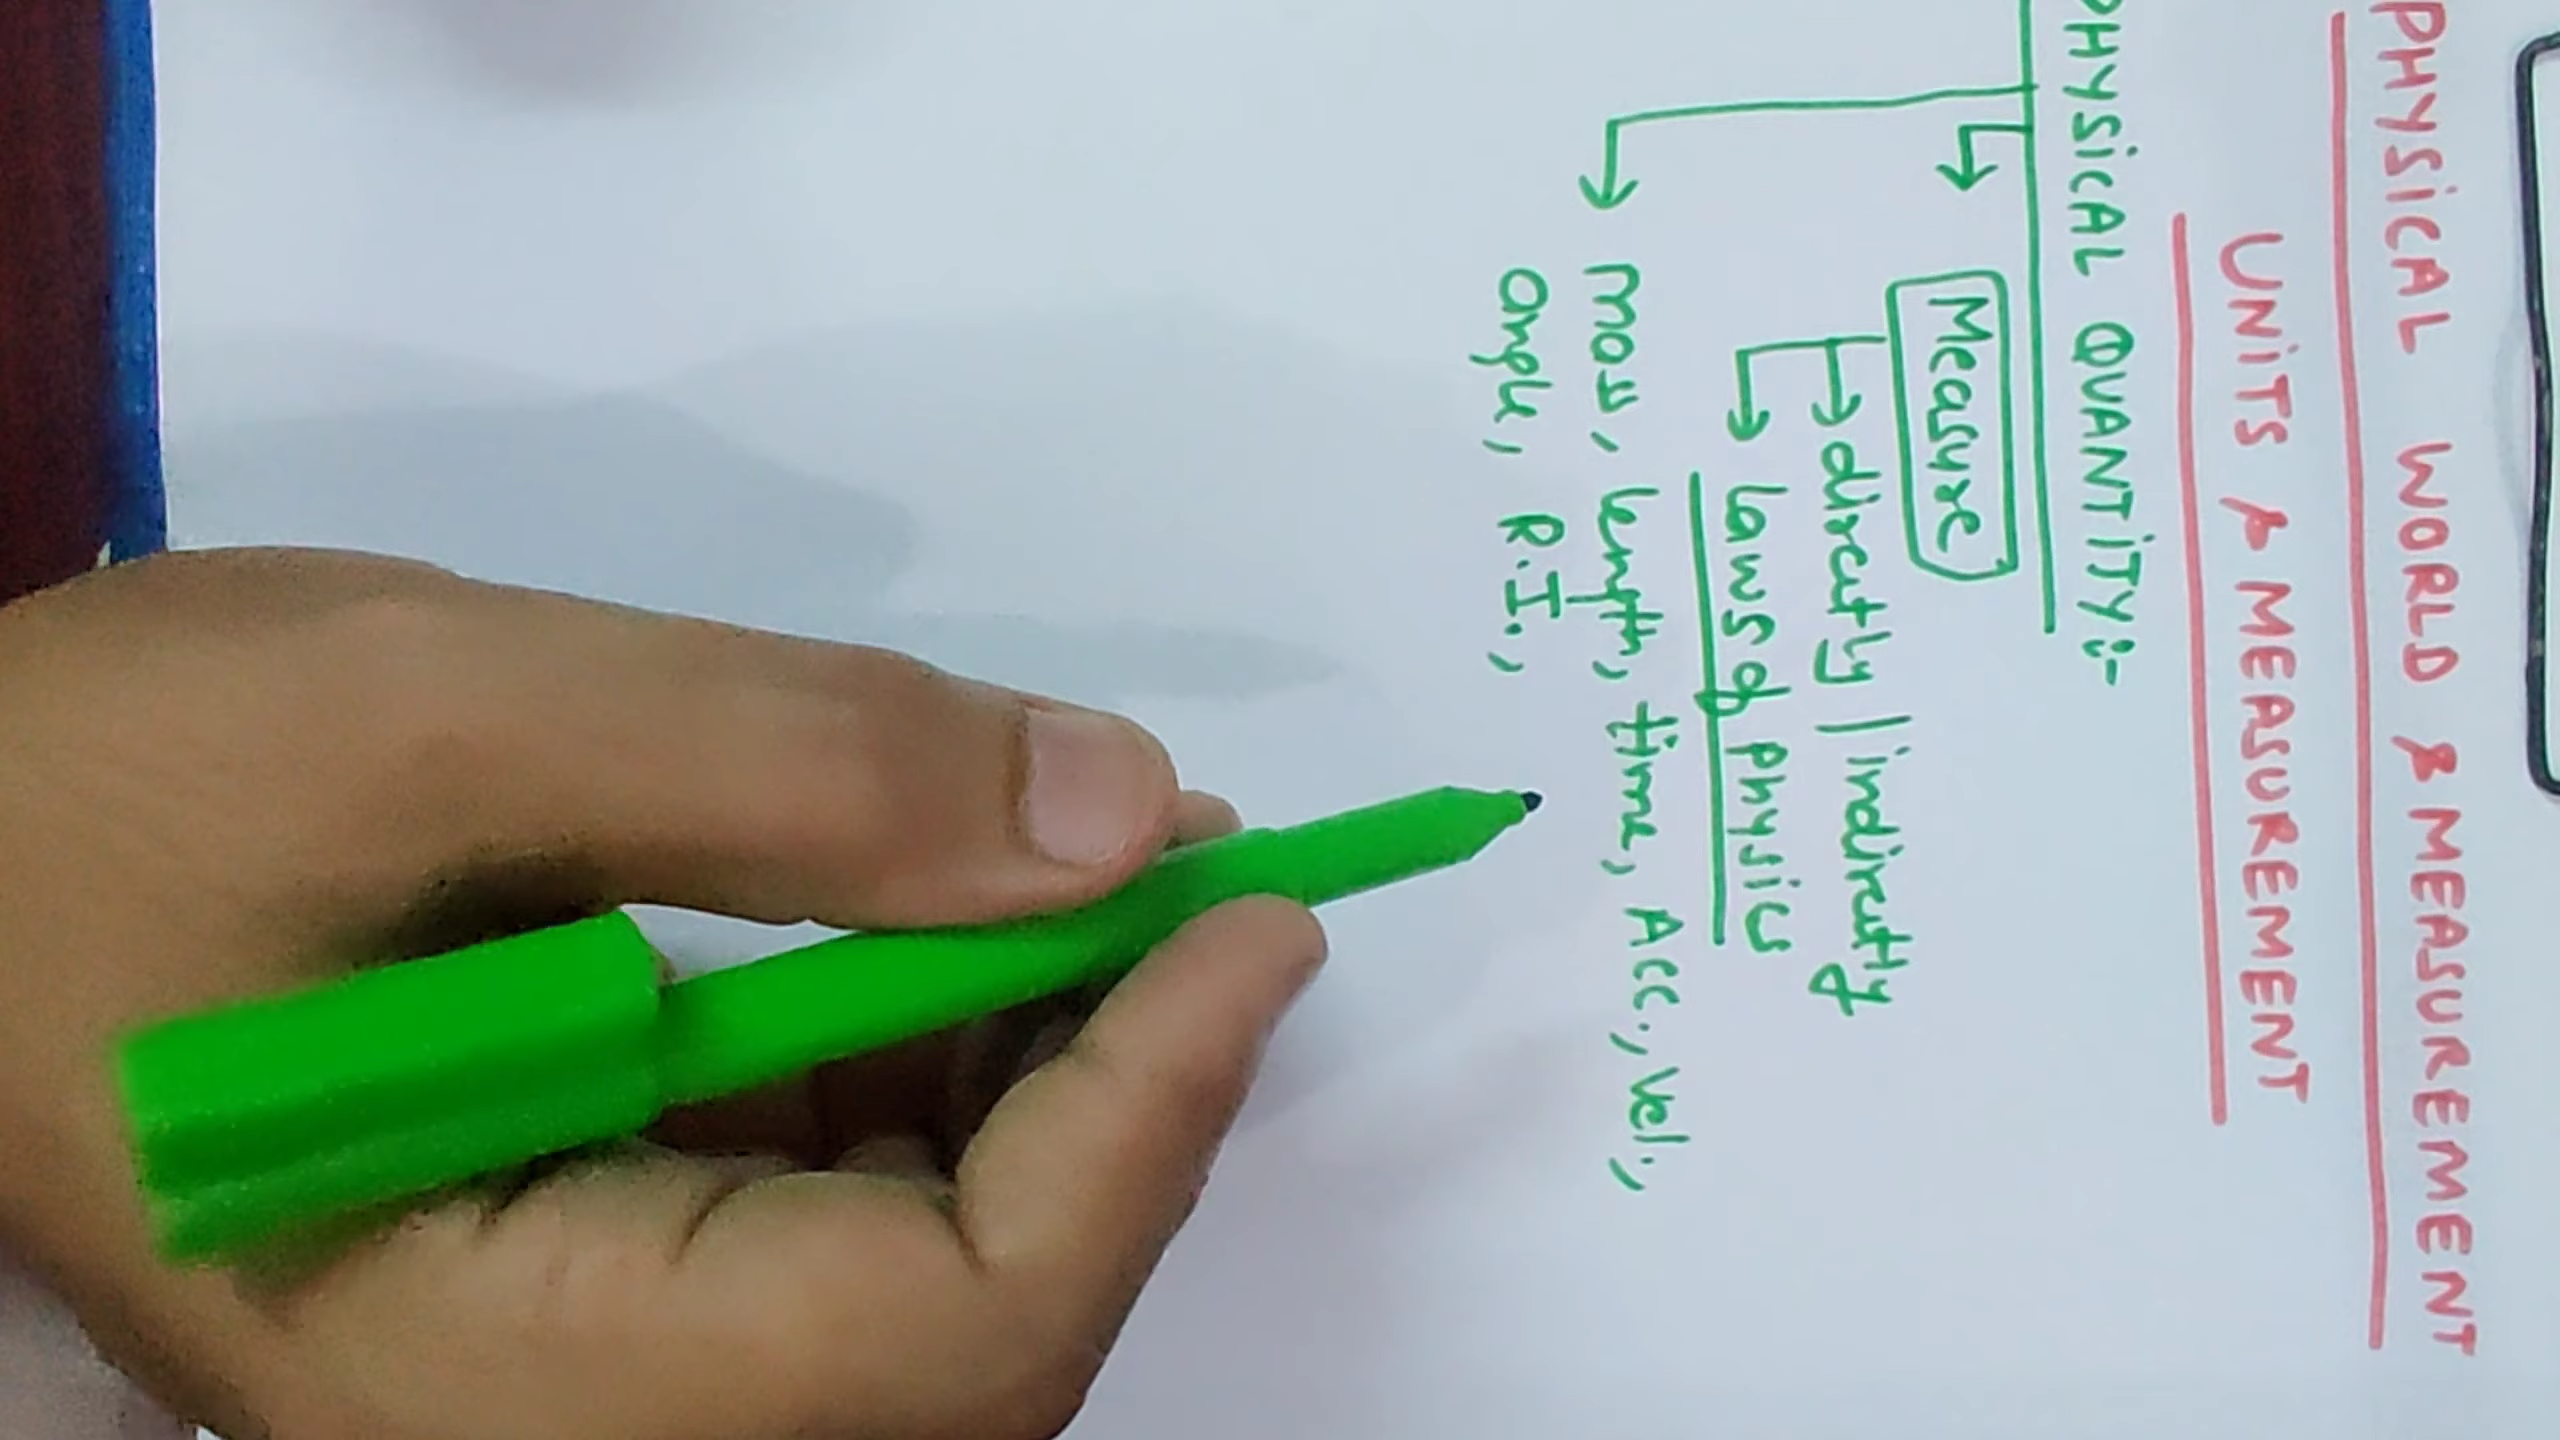 PHYSICAL WORLD & MEASUREMENT
UNITS & MEASUREMENT
PHYSICAL QUANTITY:-
Measure
directly | indirectly
laws of physics
mass, length, time, Acc., Vel.,
angle, R.I.,